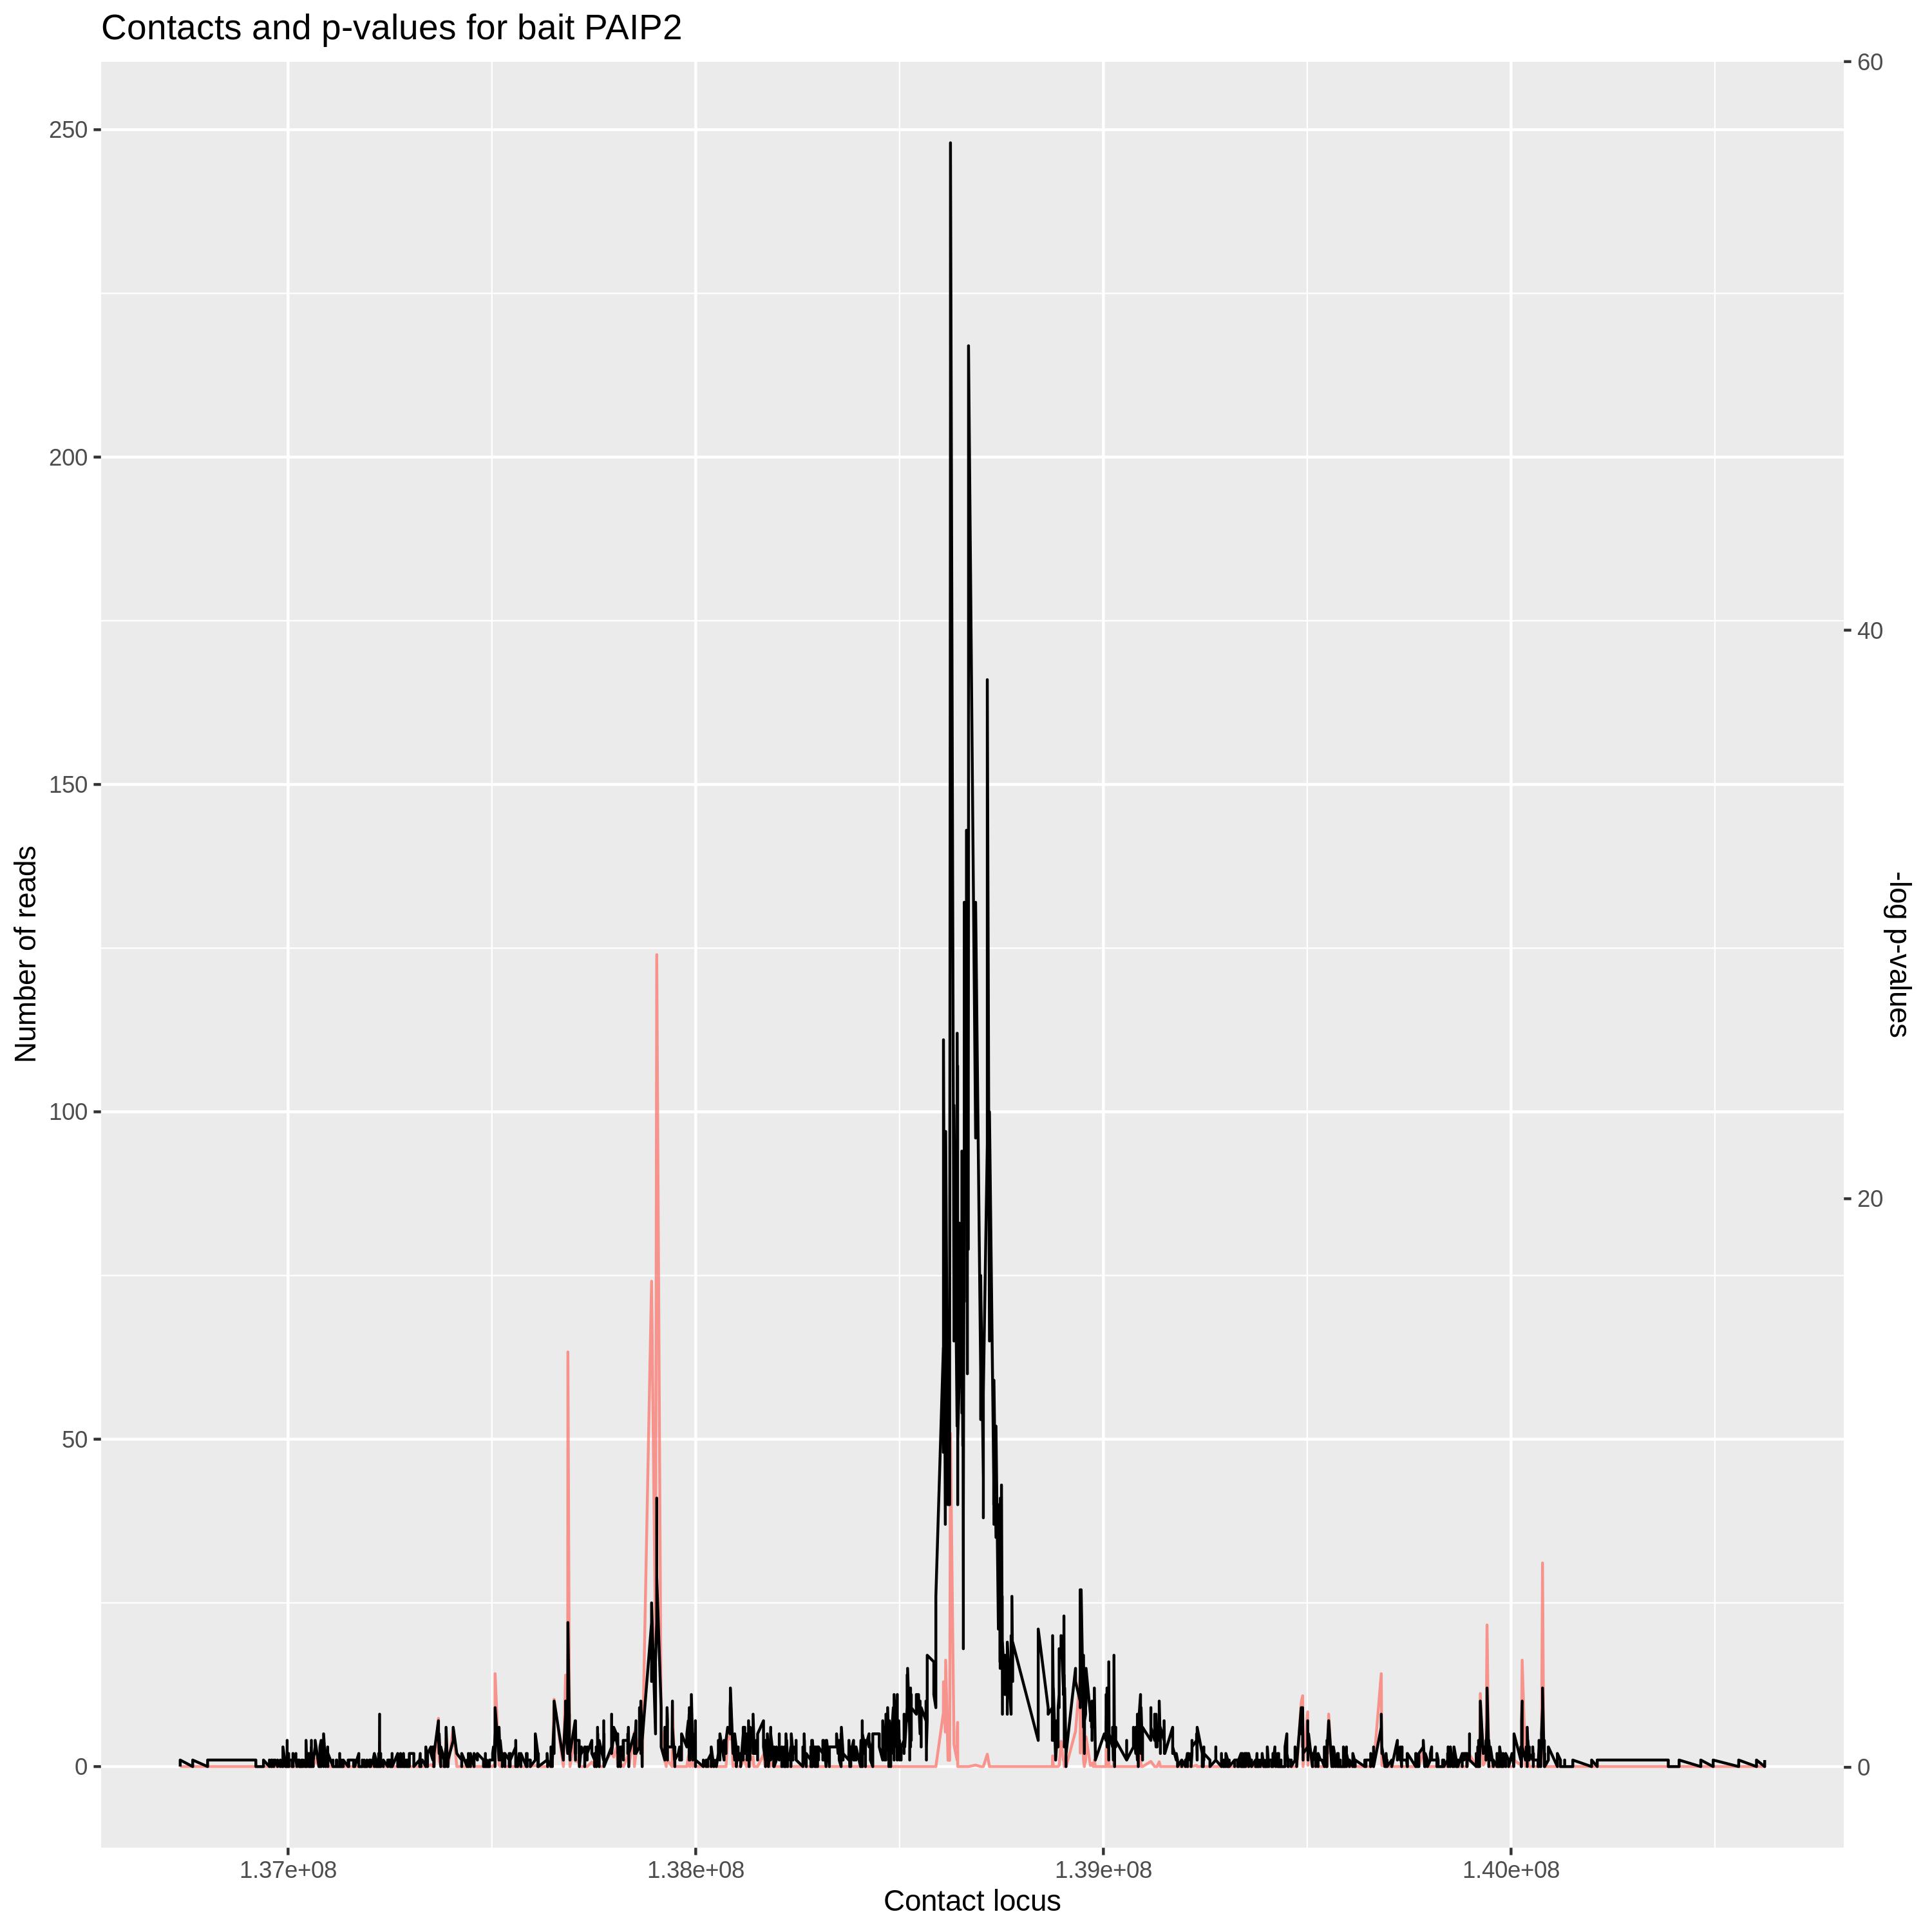 Contacts and p-values for bait PAIP2
60
250
200
40
150
Number of reads
-log p-values
100
20
50
0
0
1.37e+08
1.38e+08
1.39e+08
1.40e+08
Contact locus